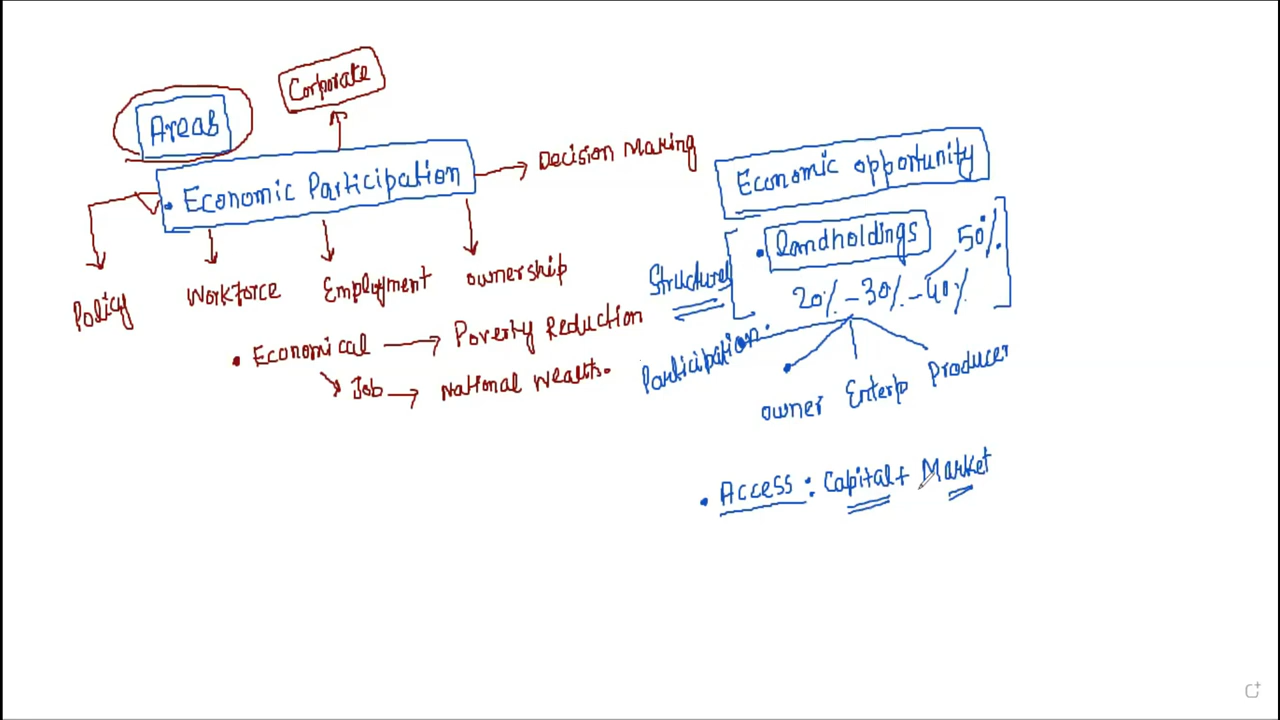 Corporate
Areas
• Economic Participation
Decision Making
Policy
Workforce
Employment
ownership
• Economical → Poverty Reduction
Job → National Wealth.
Economic opportunity
• landholdings 50%.
Structures
20% - 30% - 40%
Participation.
owner Enterp Producer
• Access : Capital + Market